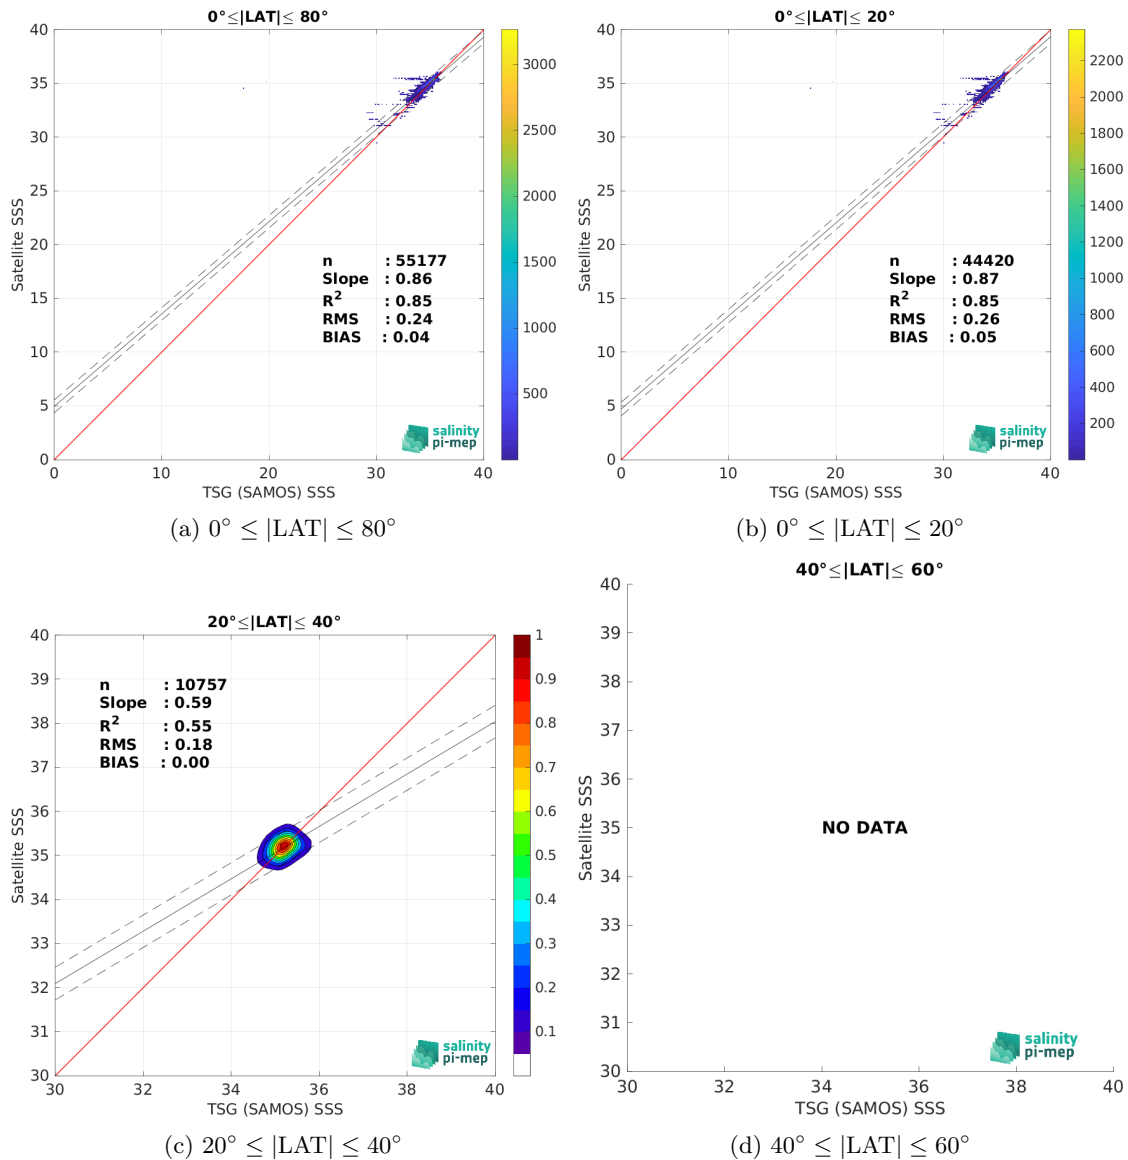 0°≤|LAT|≤ 80°
Satellite SSS
40
35
30
25
20
15
10
5
0
0
10
20
30
40
TSG (SAMOS) SSS
n : 55177
Slope : 0.86
R² : 0.85
RMS : 0.24
BIAS : 0.04
salinity
pi-mep
3000
2500
2000
1500
1000
500
(a) 0° ≤ |LAT| ≤ 80°
0°≤|LAT|≤ 20°
Satellite SSS
40
35
30
25
20
15
10
5
0
0
10
20
30
40
TSG (SAMOS) SSS
n : 44420
Slope : 0.87
R² : 0.85
RMS : 0.26
BIAS : 0.05
salinity
pi-mep
2200
2000
1800
1600
1400
1200
1000
800
600
400
200
(b) 0° ≤ |LAT| ≤ 20°
20°≤|LAT|≤ 40°
Satellite SSS
40
39
38
37
36
35
34
33
32
31
30
30
32
34
36
38
40
TSG (SAMOS) SSS
n : 10757
Slope : 0.59
R² : 0.55
RMS : 0.18
BIAS : 0.00
salinity
pi-mep
1
0.9
0.8
0.7
0.6
0.5
0.4
0.3
0.2
0.1
(c) 20° ≤ |LAT| ≤ 40°
40°≤|LAT|≤ 60°
Satellite SSS
40
39
38
37
36
35
34
33
32
31
30
30
32
34
36
38
40
TSG (SAMOS) SSS
NO DATA
salinity
pi-mep
(d) 40° ≤ |LAT| ≤ 60°